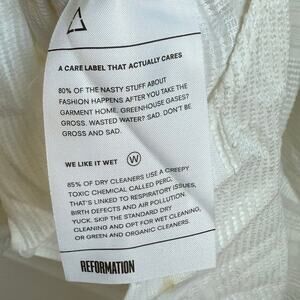 A CARE LABEL THAT ACTUALLY CARES
80% OF THE NASTY STUFF ABOUT
FASHION HAPPENS AFTER YOU TAKE THE
GARMENT HOME. GREENHOUSE GASES?
GROSS. WASTED WATER? SAD. DON'T BE
GROSS AND SAD.
WE LIKE IT WET W
85% OF DRY CLEANERS USE A CREEPY
TOXIC CHEMICAL CALLED PERC,
THAT'S LINKED TO RESPIRATORY ISSUES,
BIRTH DEFECTS AND AIR POLLUTION.
YUCK. SKIP THE STANDARD DRY
CLEANING AND OPT FOR WET CLEANING,
OR GREEN AND ORGANIC CLEANERS.
REFORMATION